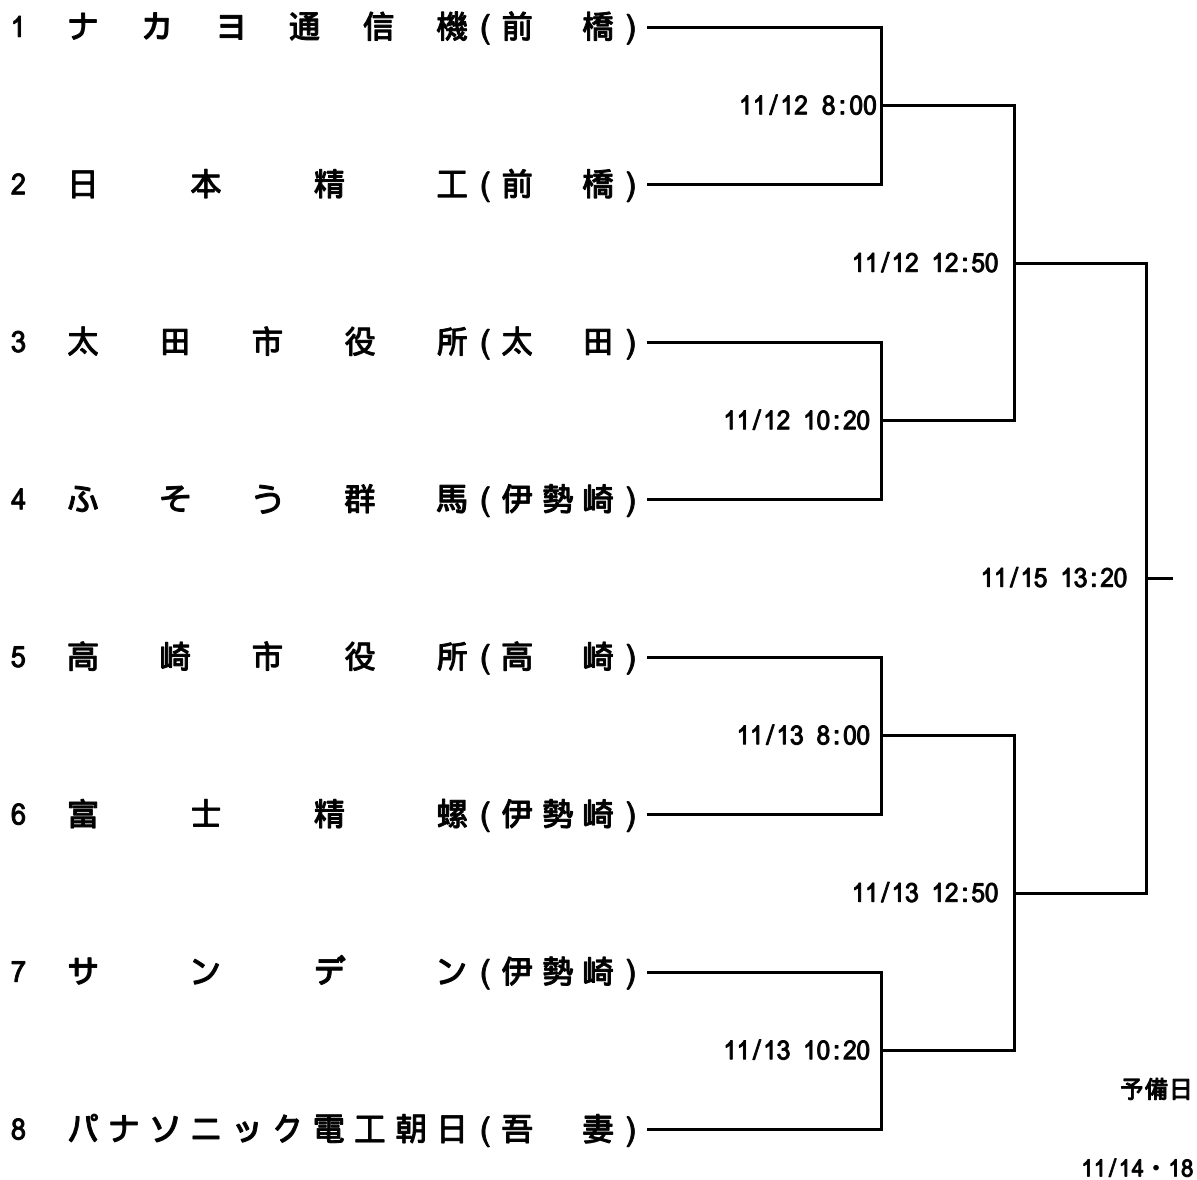 1 ナカヨ通信機(前橋)
11/12 8:00
2 日本精工(前橋)
11/12 12:50
3 太田市役所(太田)
11/12 10:20
4 ふそう群馬(伊勢崎)
11/15 13:20
5 高崎市役所(高崎)
11/13 8:00
6 富士精螺(伊勢崎)
11/13 12:50
7 サンデン(伊勢崎)
11/13 10:20
予備日
8 パナソニック電工朝日(吾妻)
11/14・18